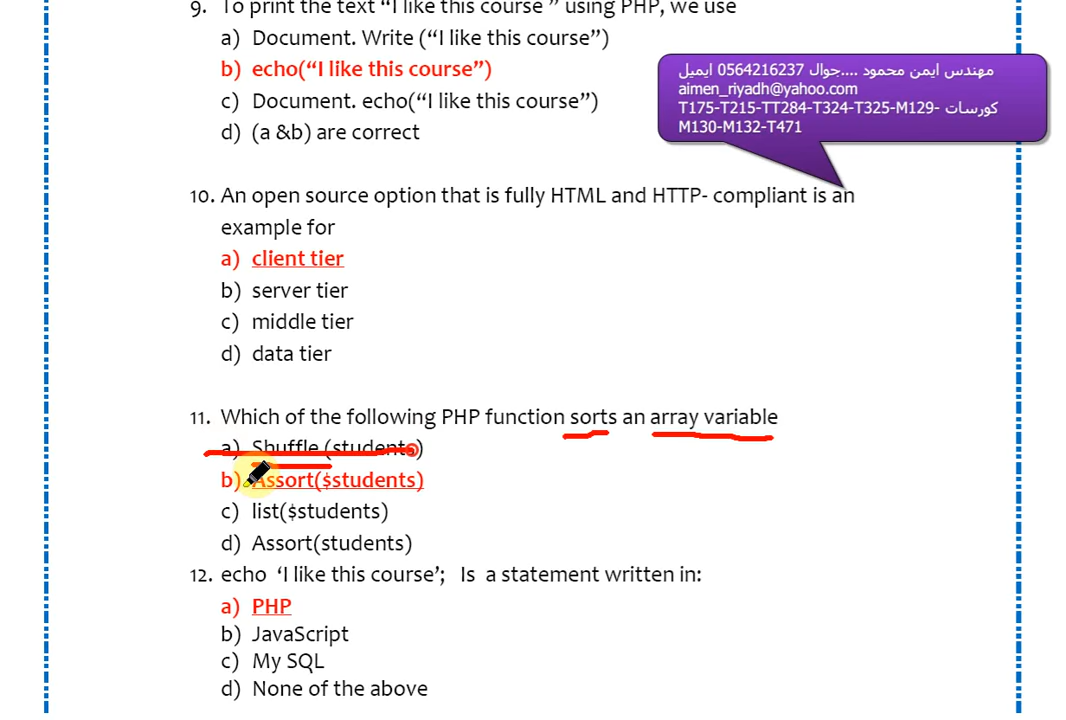 9. To print the text “I like this course ” using PHP, we use
a) Document. Write (“I like this course”)
b) echo(“I like this course”)
c) Document. echo(“I like this course”)
d) (a &b) are correct
مهندس ايمن محمود ....جوال 0564216237 ايميل
aimen_riyadh@yahoo.com
كورسات T175-T215-TT284-T324-T325-M129-
M130-M132-T471
10. An open source option that is fully HTML and HTTP- compliant is an
example for
a) client tier
b) server tier
c) middle tier
d) data tier
11. Which of the following PHP function sorts an array variable
a) Shuffle (students)
b) Assort($students)
c) list($students)
d) Assort(students)
12. echo ‘I like this course’; Is a statement written in:
a) PHP
b) JavaScript
c) My SQL
d) None of the above